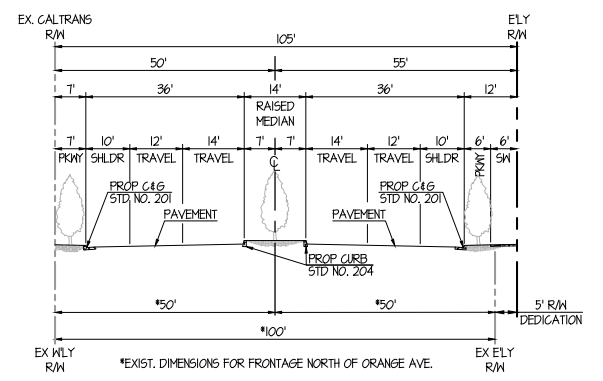 EX. CALTRANS
R/W
E'LY
R/W
105'
50'
55'
7'
36'
14'
36'
12'
RAISED
MEDIAN
7'
10'
12'
14'
7'
7'
14'
12'
10'
6'
6'
PKWY
SHLDR
TRAVEL
TRAVEL
℄
TRAVEL
TRAVEL
SHLDR
PKWY
SW
PROP C&G
STD NO. 201
PROP C&G
STD NO. 201
PAVEMENT
PAVEMENT
PROP CURB
STD NO. 204
*50'
*50'
5' R/W
DEDICATION
*100'
EX W'LY
R/W
*EXIST. DIMENSIONS FOR FRONTAGE NORTH OF ORANGE AVE.
EX E'LY
R/W